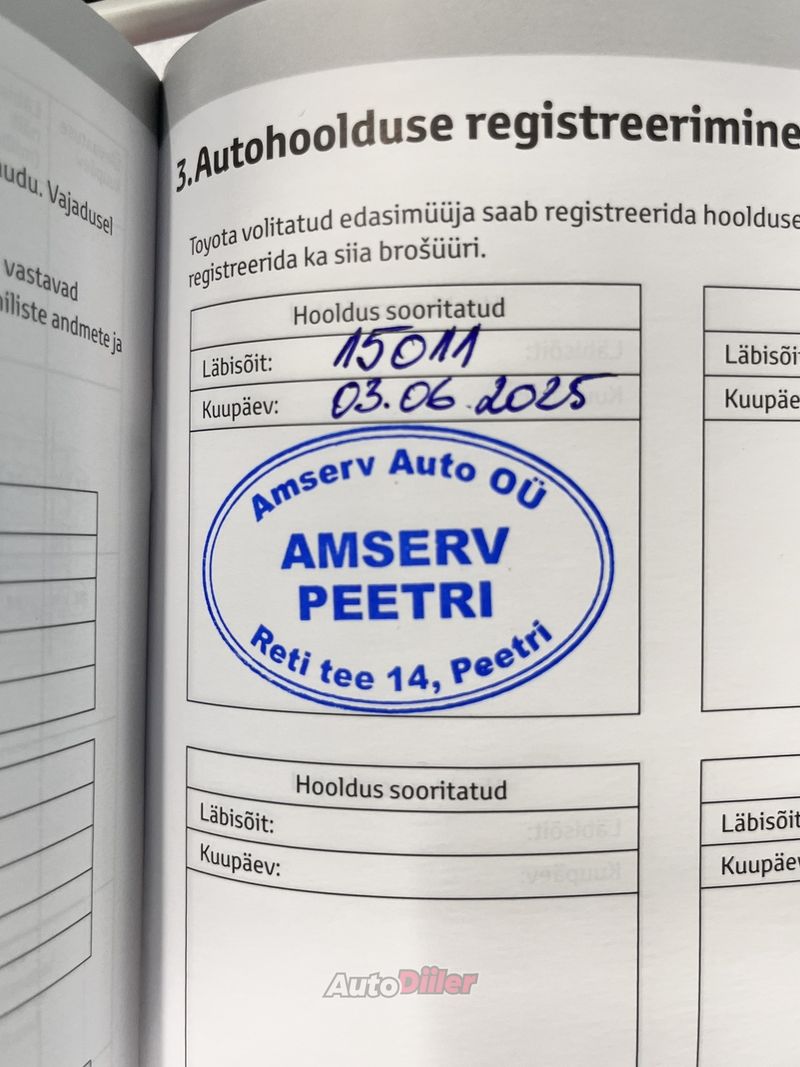 udu. Vajadusel
vastavad
iliste andmete ja
3. Autohoolduse registreerimine
Toyota volitatud edasimüüja saab registreerida hoolduse
registreerida ka siia brošüüri.
Hooldus sooritatud
Läbisõit: 15011
Kuupäev: 03.06.2025
Amserv Auto OÜ
AMSERV
PEETRI
Reti tee 14, Peetri
Läbisõi
Kuupäe
Hooldus sooritatud
Läbisõit:
Kuupäev:
Läbisõit
Kuupäev
AutoDiiler